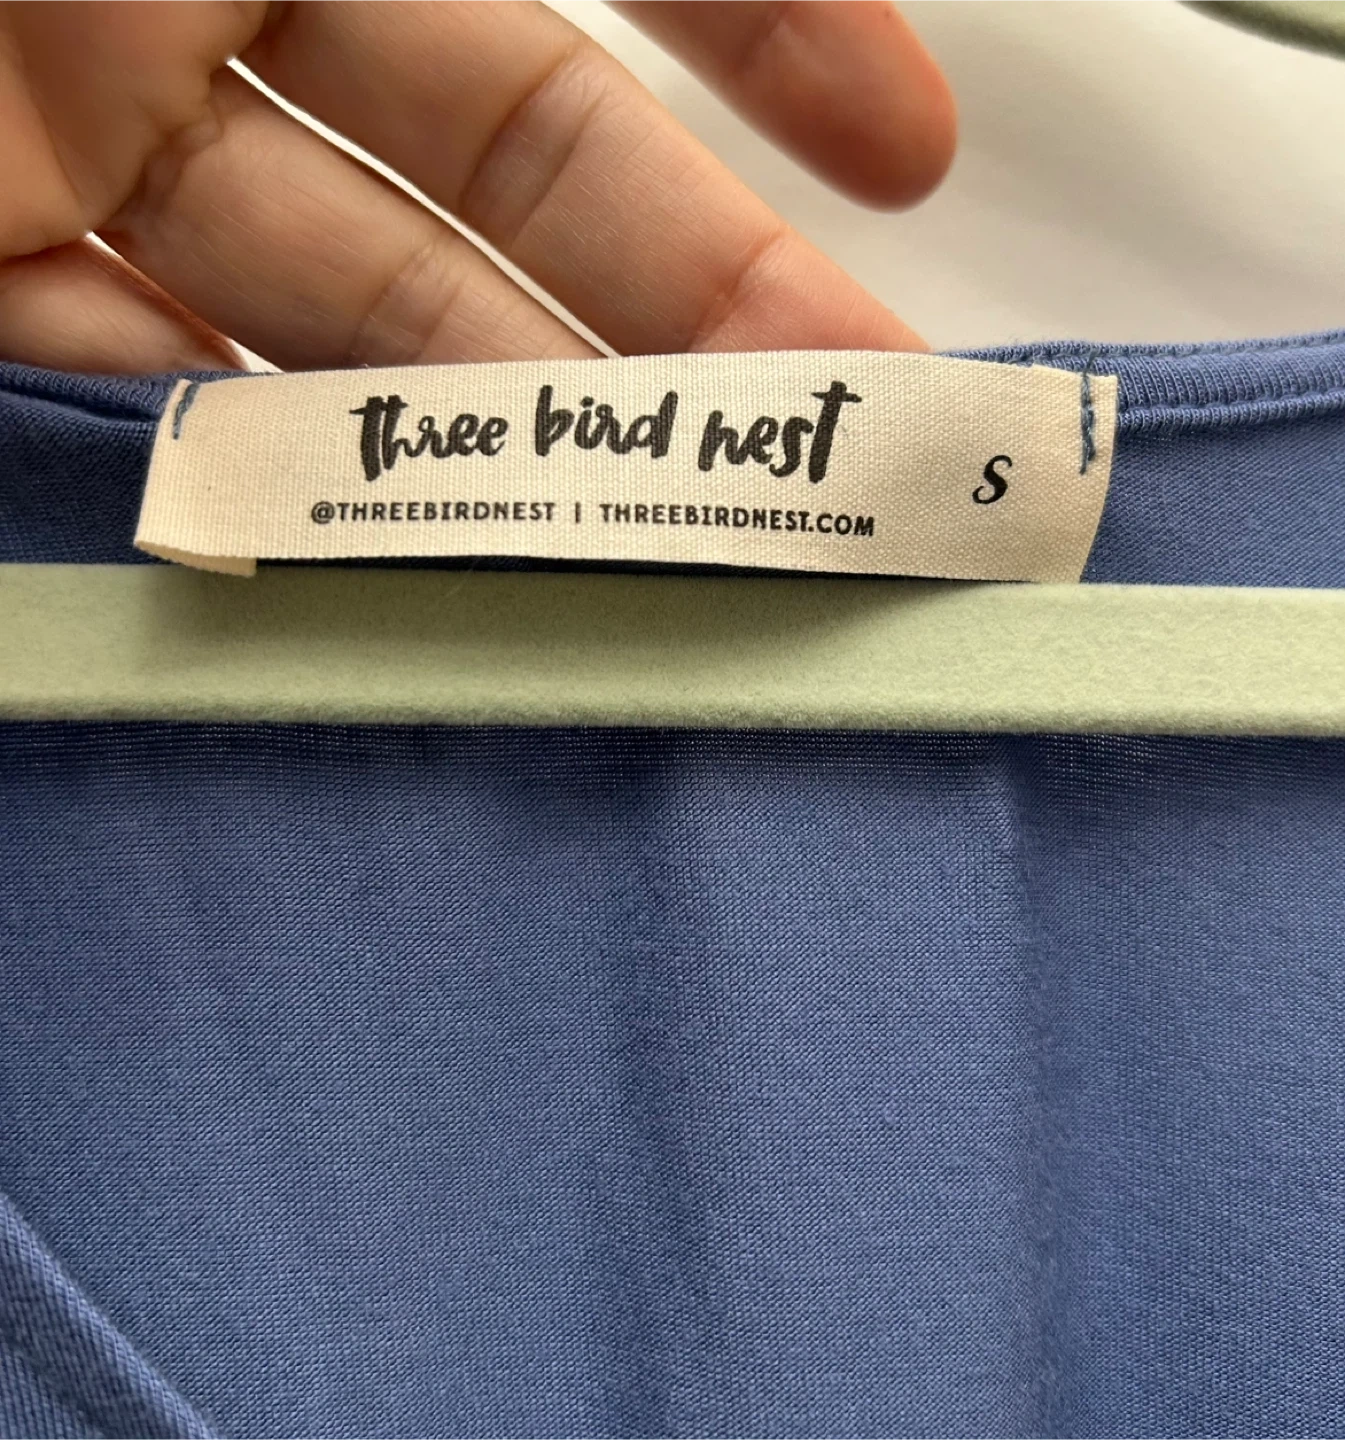 three bird nest
S
@THREEBIRDNEST | THREEBIRDNEST.COM